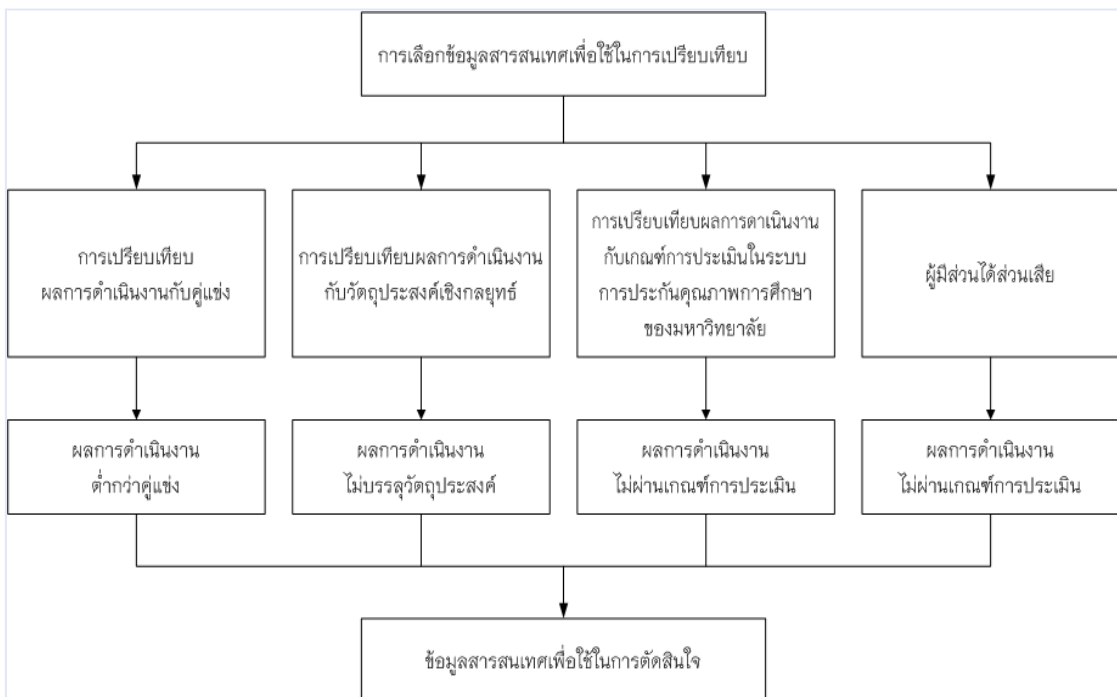 การเลือกข้อมูลสารสนเทศเพื่อใช้ในการเปรียบเทียบ
การเปรียบเทียบ
ผลการดำเนินงานกับคู่แข่ง
การเปรียบเทียบผลการดำเนินงาน
กับวัตถุประสงค์เชิงกลยุทธ์
การเปรียบเทียบผลการดาเนินงาน
กับเกณฑ์การประเมินในระบบ
การประกันคุณภาพการศึกษา
ของมหาวิทยาลัย
ผู้มีส่วนได้ส่วนเสีย
ผลการดำเนินงาน
ต่ำกว่าคู่แข่ง
ผลการดำเนินงาน
ไม่บรรลุวัตถุประสงค์
ผลการดำเนินงาน
ไม่ผ่านเกณฑ์การประเมิน
ผลการดำเนินงาน
ไม่ผ่านเกณฑ์การประเมิน
ข้อมูลสารสนเทศเพื่อใช้ในการตัดสินใจ